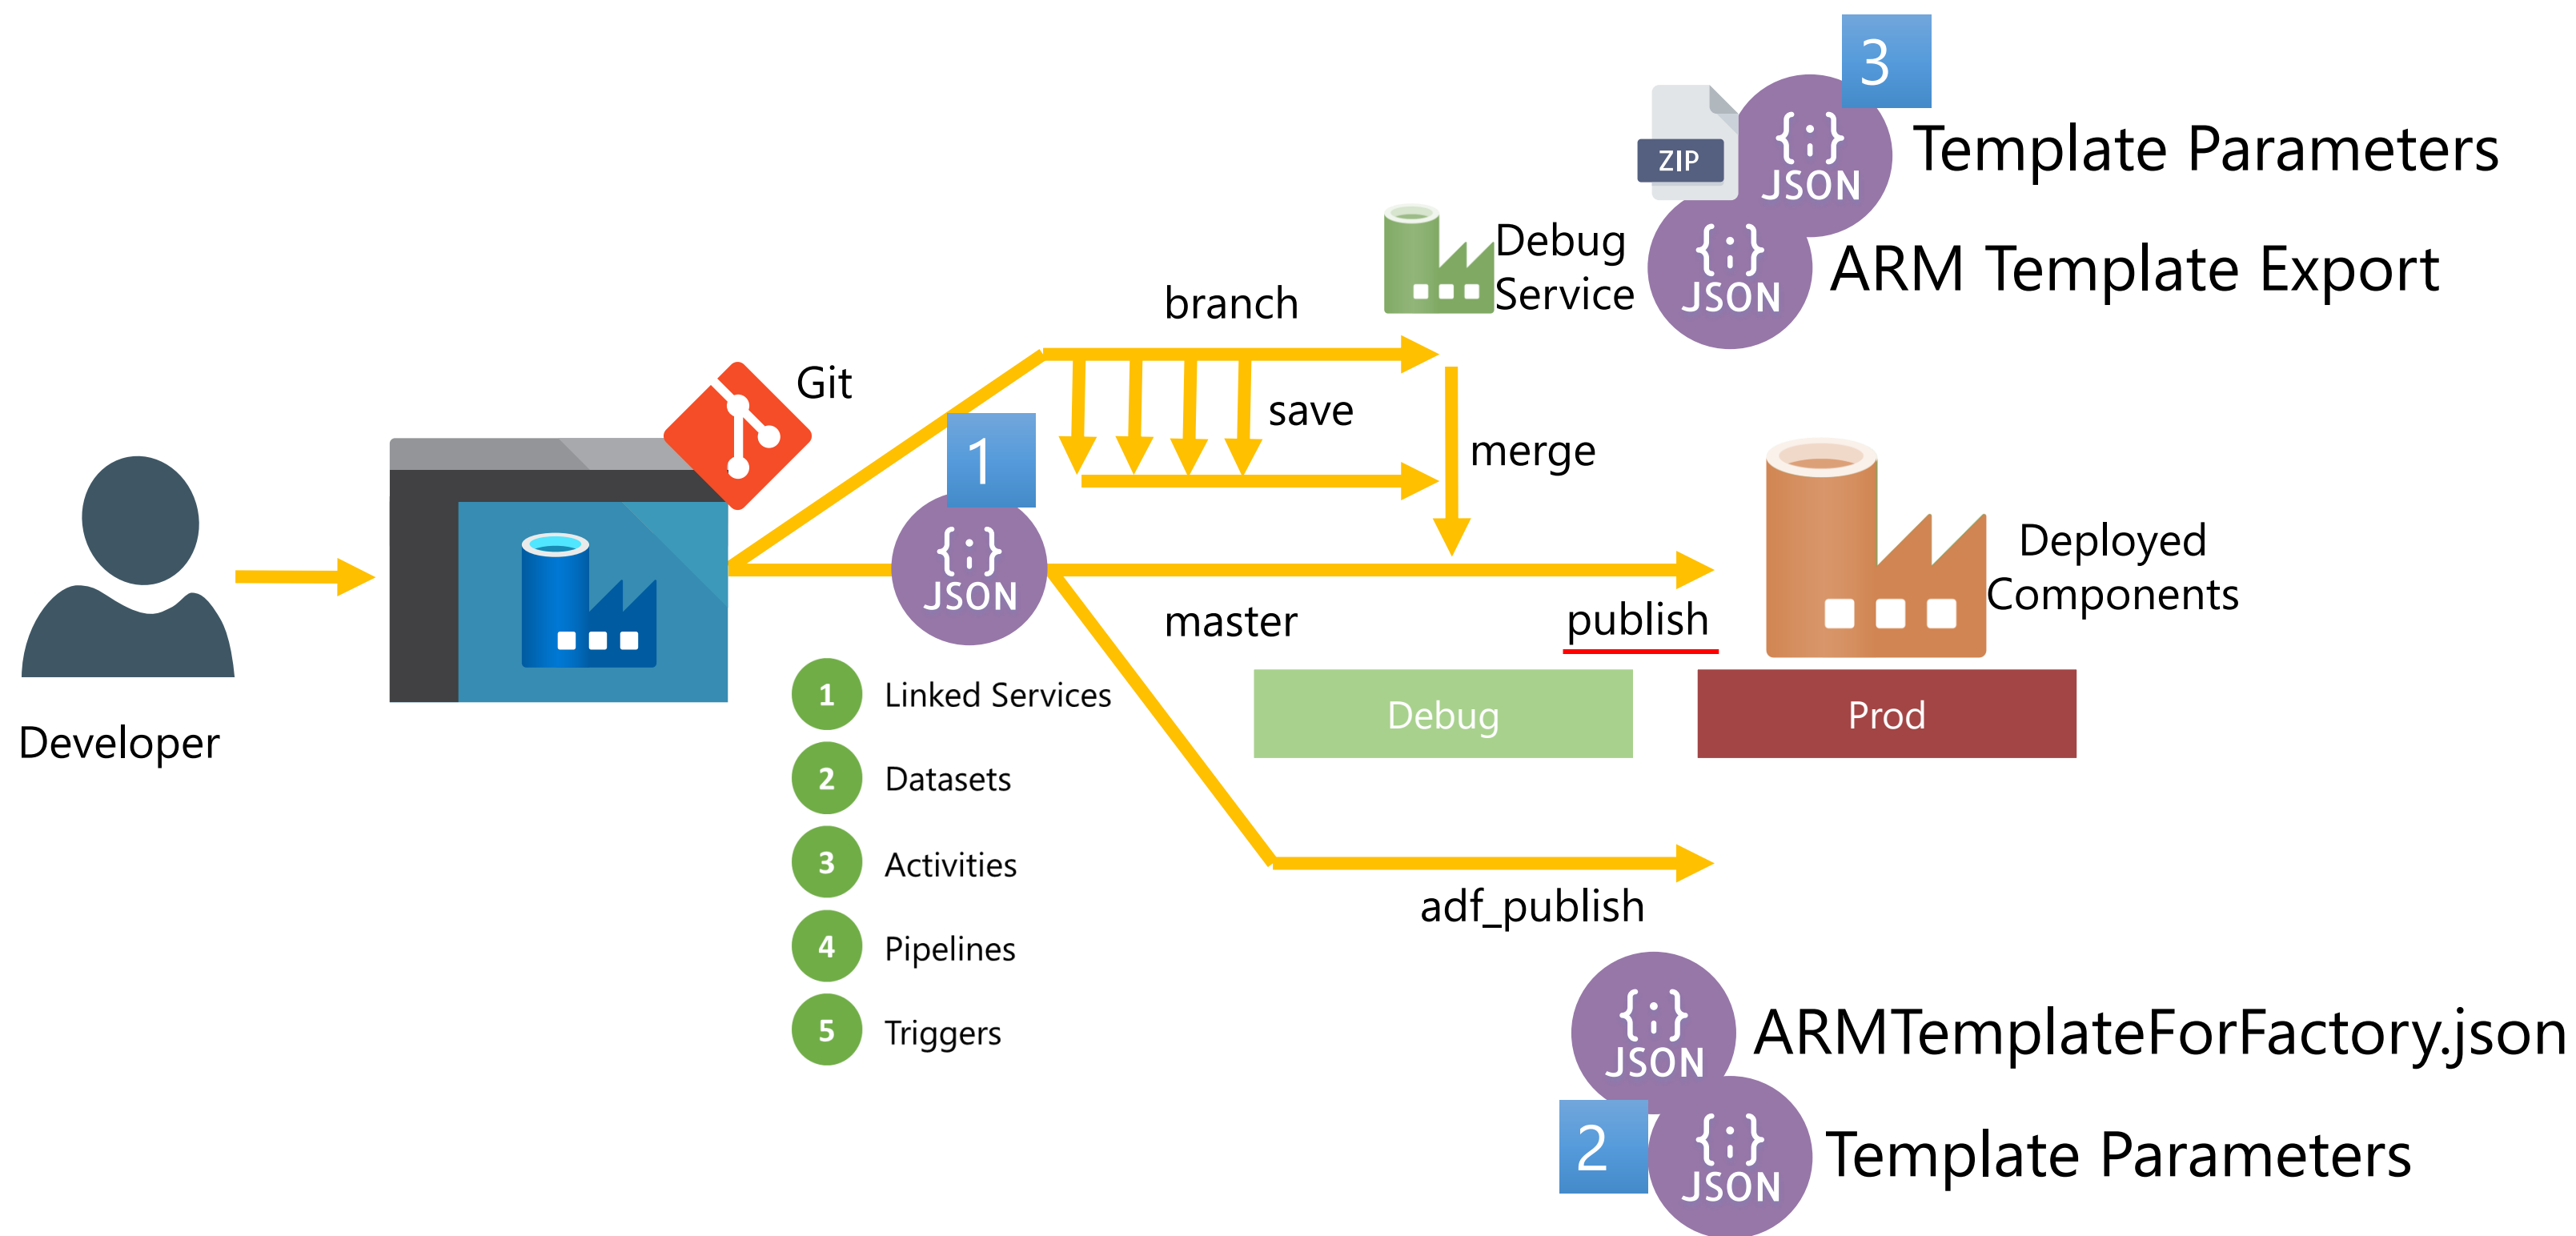 3
{;}
JSON
ZIP
Template Parameters
{;}
JSON
ARM Template Export
Debug
Service
branch
Git
save
merge
1
{;}
JSON
Deployed
Components
master
publish
Developer
Debug
Prod
1 Linked Services
2 Datasets
3 Activities
4 Pipelines
5 Triggers
adf_publish
{;}
JSON
ARMTemplateForFactory.json
2
{;}
JSON
Template Parameters